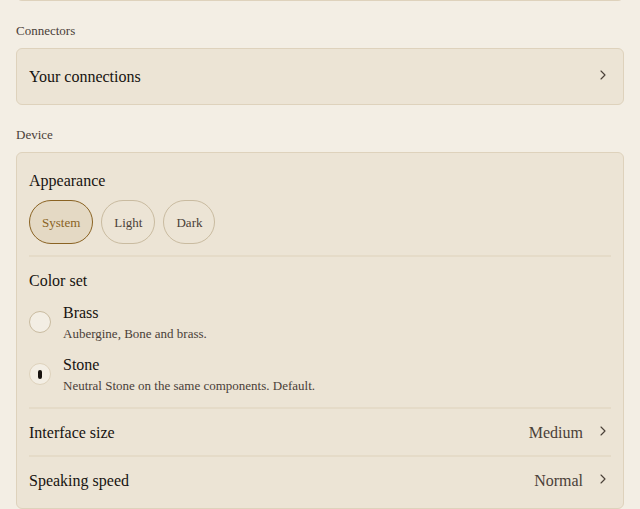 Connectors
Your connections
Device
Appearance
System Light Dark
Color set
Brass
Aubergine, Bone and brass.
Stone
Neutral Stone on the same components. Default.
Interface size Medium
Speaking speed Normal